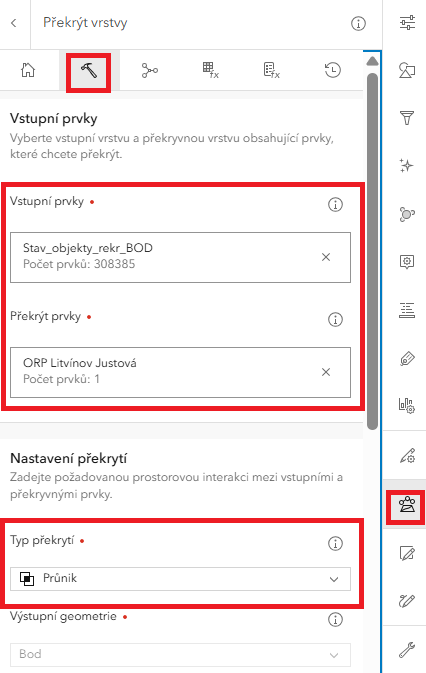 Překrýt vrstvy
Vstupní prvky
Vyberte vstupní vrstvu a překryvnou vrstvu obsahující prvky,
které chcete překrýt.
Vstupní prvky •
Stav_objekty_rekr_BOD
Počet prvků: 308385
Překrýt prvky •
ORP Litvínov Justová
Počet prvků: 1
Nastavení překrytí
Zadejte požadovanou prostorovou interakci mezi vstupními a
překryvnými prvky.
Typ překrytí •
Průnik
Výstupní geometrie •
Bod